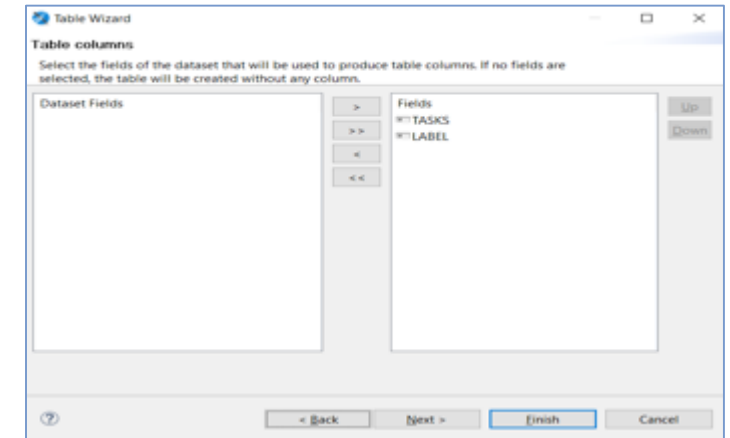 Table Wizard
Table columns
Select the fields of the dataset that will be used to produce table columns. If no fields are
selected, the table will be created without any column.
Dataset Fields
>
>>
<
<<
Fields
TASKS
LABEL
Up
Down
?
< Back
Next >
Finish
Cancel